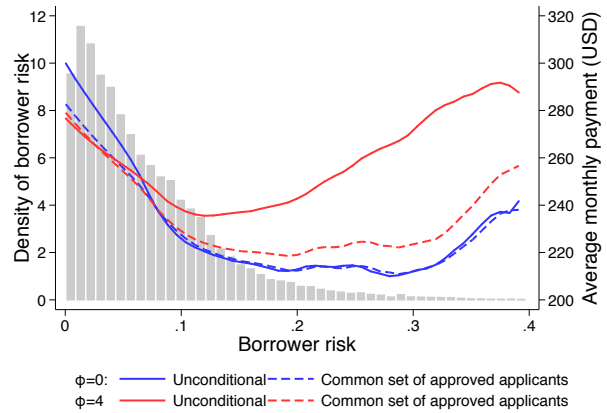 Density of borrower risk
12
10
8
6
4
2
0
Average monthly payment (USD)
320
300
280
260
240
220
200
0 .1 .2 .3 .4
Borrower risk
φ=0: Unconditional Common set of approved applicants
φ=4 Unconditional Common set of approved applicants